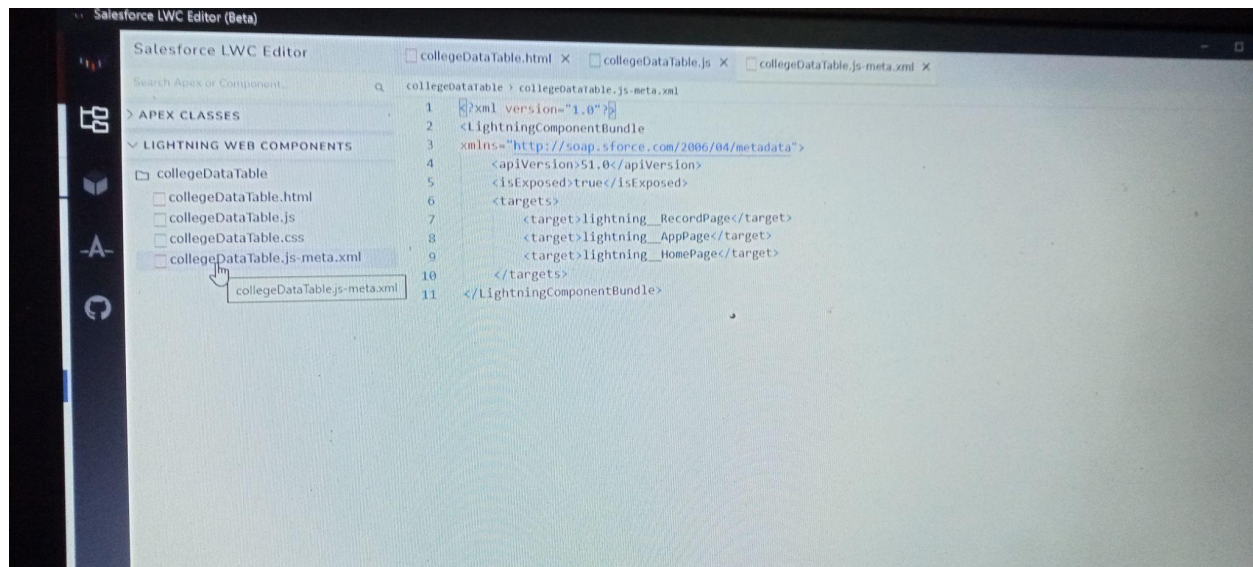 Salesforce LWC Editor (Beta)
Salesforce LWC Editor
Search Apex or Component...
APEX CLASSES
LIGHTNING WEB COMPONENTS
collegeDataTable
collegeDataTable.html
collegeDataTable.js
collegeDataTable.css
collegeDataTable.js-meta.xml
collegeDataTable.js-meta.xml
-A-
collegeDataTable.html × collegeDataTable.js × collegeDataTable.js-meta.xml ×
collegeDataTable > collegeDataTable.js-meta.xml
1 <?xml version="1.0"?>
2 <LightningComponentBundle
3 xmlns="http://soap.sforce.com/2006/04/metadata">
4 <apiVersion>51.0</apiVersion>
5 <isExposed>true</isExposed>
6 <targets>
7 <target>lightning__RecordPage</target>
8 <target>lightning__AppPage</target>
9 <target>lightning__HomePage</target>
10 </targets>
11 </LightningComponentBundle>